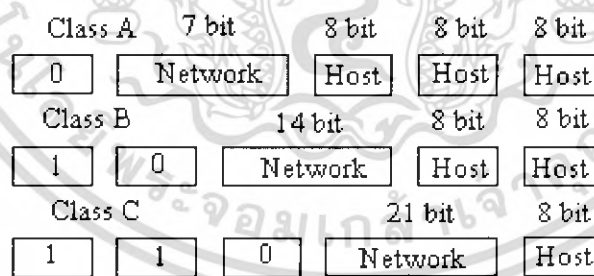 Class A 7 bit 8 bit 8 bit 8 bit
0 Network Host Host Host
Class B 14 bit 8 bit 8 bit
1 0 Network Host Host
Class C 21 bit 8 bit
1 1 0 Network Host